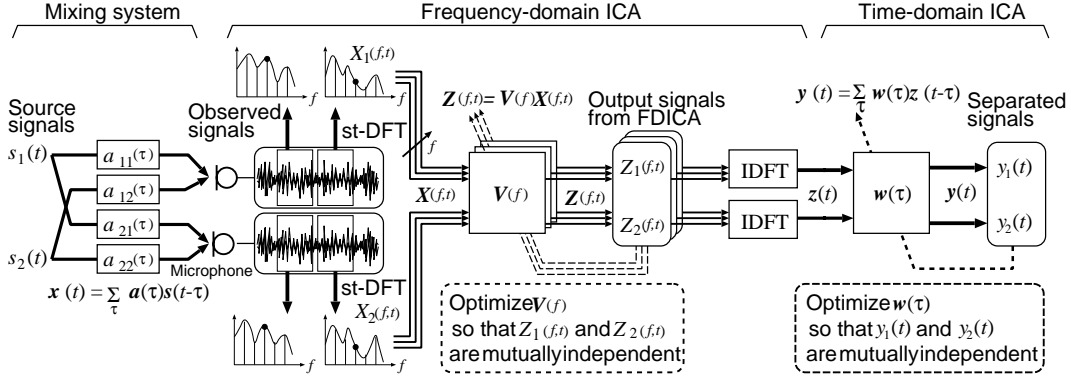 Mixing system
Frequency-domain ICA
Time-domain ICA
Source signals
s1(t)
s2(t)
a11(τ)
a12(τ)
a21(τ)
a22(τ)
x(t) = Σ a(τ)s(t-τ)
τ
Observed signals
Microphone
X1(f,t)
f
f
st-DFT
st-DFT
X2(f,t)
f
f
f
X(f,t)
Z(f,t) = V(f)X(f,t)
V(f)
Z(f,t)
Output signals from FDICA
Z1(f,t)
Z2(f,t)
IDFT
IDFT
z(t)
y(t) = Σ w(τ)z(t-τ)
τ
w(τ)
y(t)
Separated signals
y1(t)
y2(t)
Optimize V(f)
so that Z1(f,t) and Z2(f,t)
are mutually independent
Optimize w(τ)
so that y1(t) and y2(t)
are mutually independent